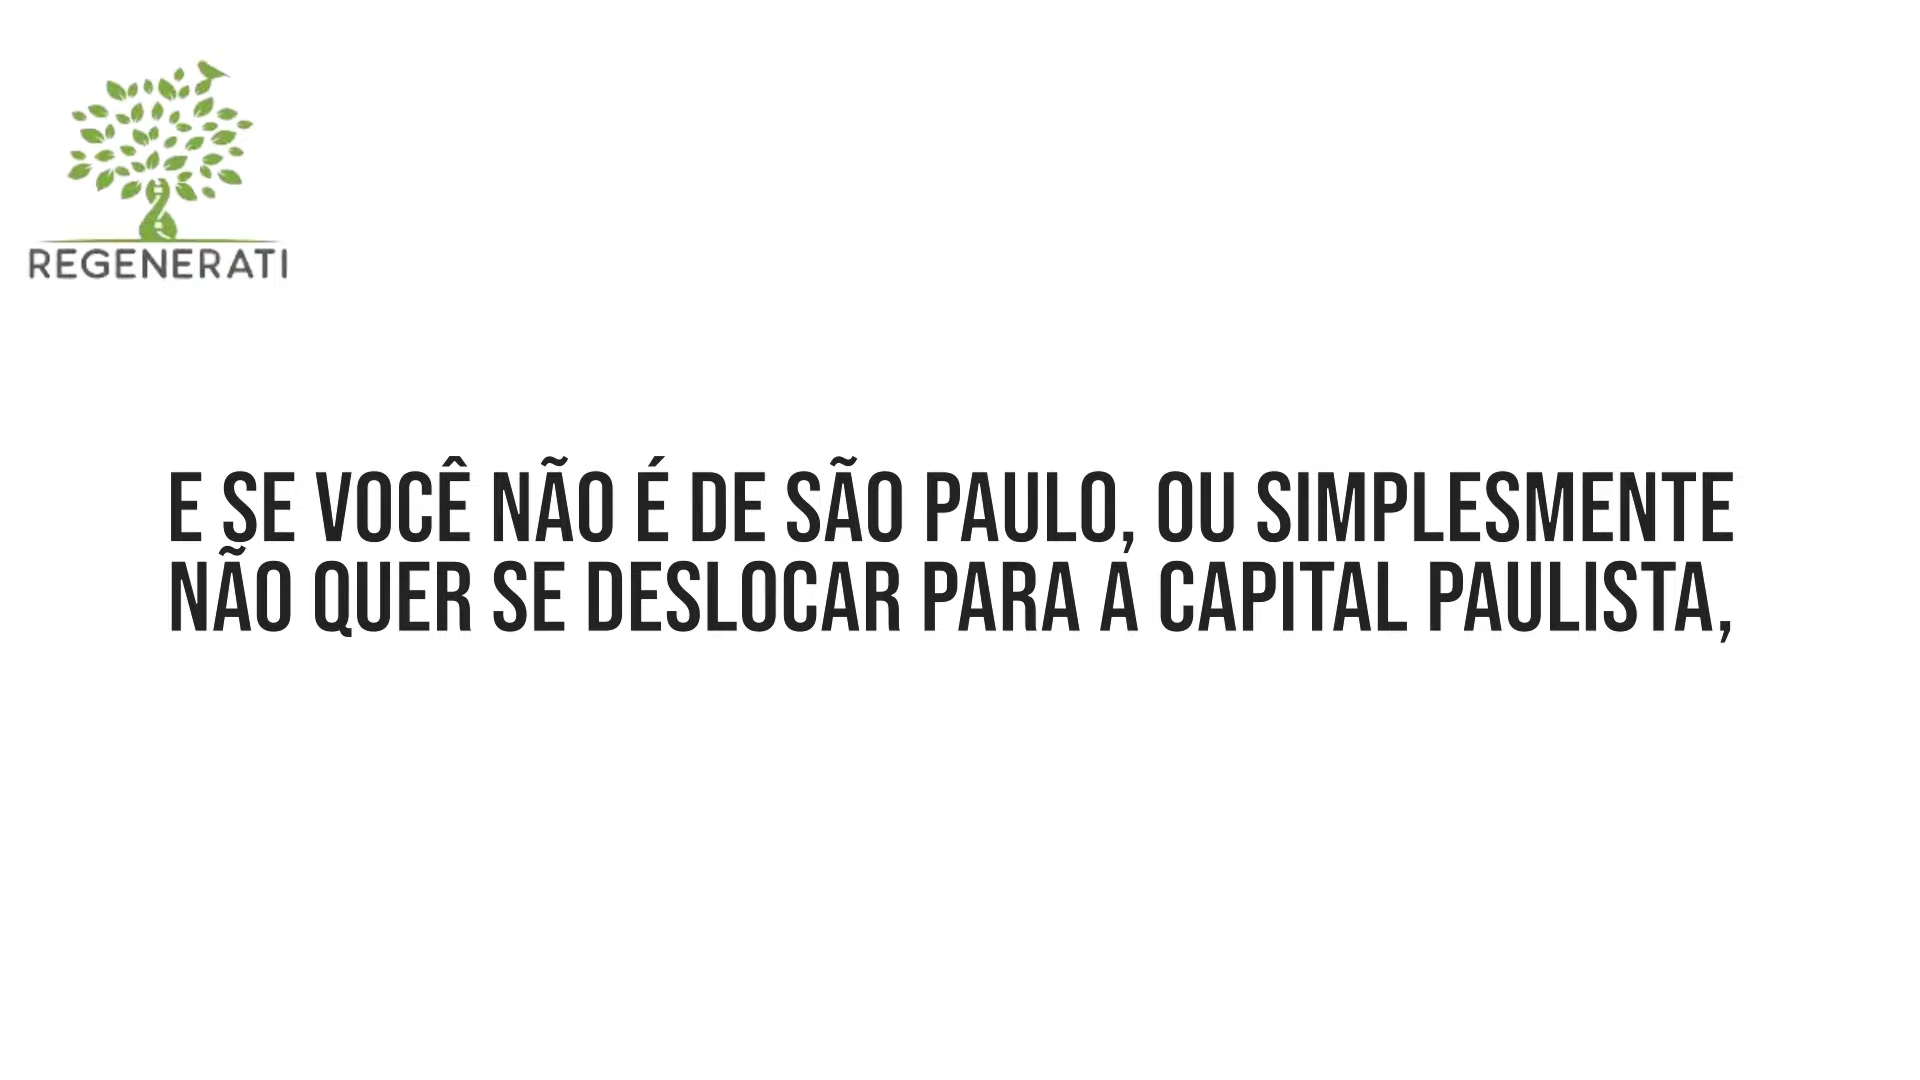 REGENERATI
E SE VOCÊ NÃO É DE SÃO PAULO, OU SIMPLESMENTE
NÃO QUER SE DESLOCAR PARA A CAPITAL PAULISTA,